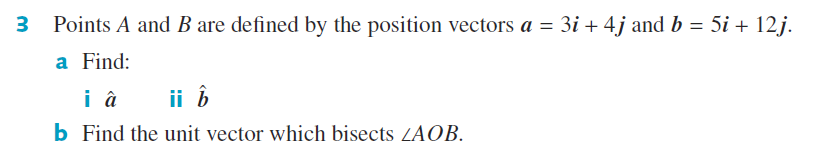 3 Points A and B are defined by the position vectors a = 3i + 4j and b = 5i + 12j.
a Find:
i â ii b̂
b Find the unit vector which bisects ∠AOB.